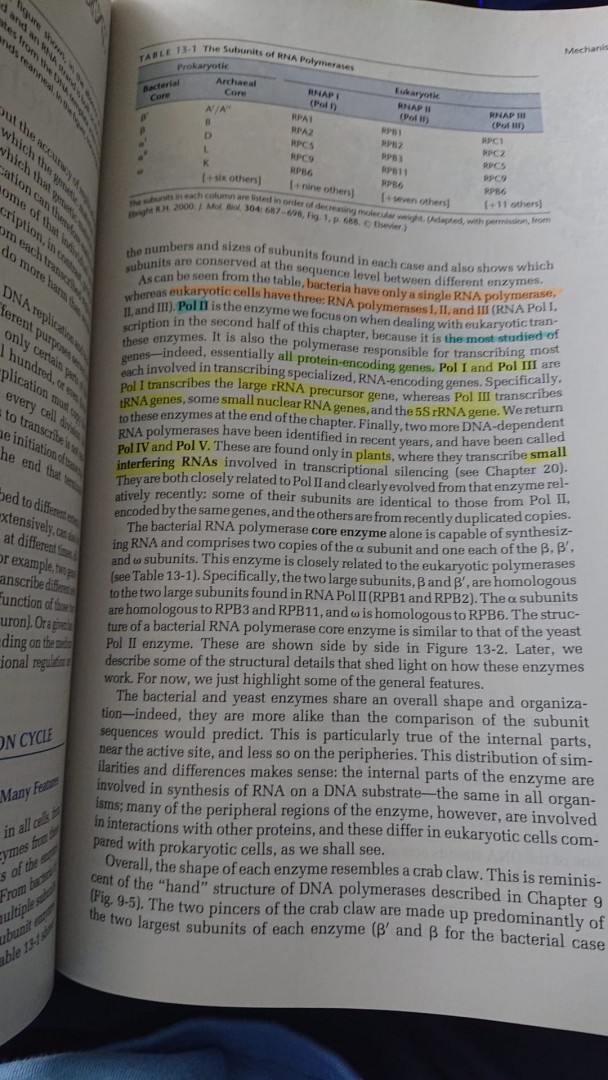 Mechanis
TABLE 13-1 The Subunits of RNA Polymerases
Prokaryotic
Eukaryotic
Bacterial Core
Archaeal Core
RNAP I (Pol I)
RNAP II (Pol II)
RNAP III (Pol III)
β′ A′/A″ RPA1 RPB1 RPC1
β B RPA2 RPB2 RPC2
D RPC5 RPB3 RPC5
L RPC9 RPB11 RPC9
ω K RPB6 RPB6 RPB6
[+six others] [+nine others] [+seven others] [+11 others]
The subunits in each column are listed in order of decreasing molecular weight. (Adapted, with permission, from
Ebright R.H. 2000. J. Mol. Biol. 304: 687–698, Fig. 1, p. 688. © Elsevier.)
the numbers and sizes of subunits found in each case and also shows which
subunits are conserved at the sequence level between different enzymes.
As can be seen from the table, bacteria have only a single RNA polymerase,
whereas eukaryotic cells have three: RNA polymerases I, II, and III (RNA Pol I,
II, and III). Pol II is the enzyme we focus on when dealing with eukaryotic tran-
scription in the second half of this chapter, because it is the most studied of
these enzymes. It is also the polymerase responsible for transcribing most
genes—indeed, essentially all protein-encoding genes. Pol I and Pol III are
each involved in transcribing specialized, RNA-encoding genes. Specifically,
Pol I transcribes the large rRNA precursor gene, whereas Pol III transcribes
tRNA genes, some small nuclear RNA genes, and the 5S rRNA gene. We return
to these enzymes at the end of the chapter. Finally, two more DNA-dependent
RNA polymerases have been identified in recent years, and have been called
Pol IV and Pol V. These are found only in plants, where they transcribe small
interfering RNAs involved in transcriptional silencing (see Chapter 20).
They are both closely related to Pol II and clearly evolved from that enzyme rel-
atively recently: some of their subunits are identical to those from Pol II,
encoded by the same genes, and the others are from recently duplicated copies.
The bacterial RNA polymerase core enzyme alone is capable of synthesiz-
ing RNA and comprises two copies of the α subunit and one each of the β, β′,
and ω subunits. This enzyme is closely related to the eukaryotic polymerases
(see Table 13-1). Specifically, the two large subunits, β and β′, are homologous
to the two large subunits found in RNA Pol II (RPB1 and RPB2). The α subunits
are homologous to RPB3 and RPB11, and ω is homologous to RPB6. The struc-
ture of a bacterial RNA polymerase core enzyme is similar to that of the yeast
Pol II enzyme. These are shown side by side in Figure 13-2. Later, we
describe some of the structural details that shed light on how these enzymes
work. For now, we just highlight some of the general features.
The bacterial and yeast enzymes share an overall shape and organiza-
tion—indeed, they are more alike than the comparison of the subunit
sequences would predict. This is particularly true of the internal parts,
near the active site, and less so on the peripheries. This distribution of sim-
ilarities and differences makes sense: the internal parts of the enzyme are
involved in synthesis of RNA on a DNA substrate—the same in all organ-
isms; many of the peripheral regions of the enzyme, however, are involved
in interactions with other proteins, and these differ in eukaryotic cells com-
pared with prokaryotic cells, as we shall see.
Overall, the shape of each enzyme resembles a crab claw. This is reminis-
cent of the "hand" structure of DNA polymerases described in Chapter 9
(Fig. 9-5). The two pincers of the crab claw are made up predominantly of
the two largest subunits of each enzyme (β′ and β for the bacterial case